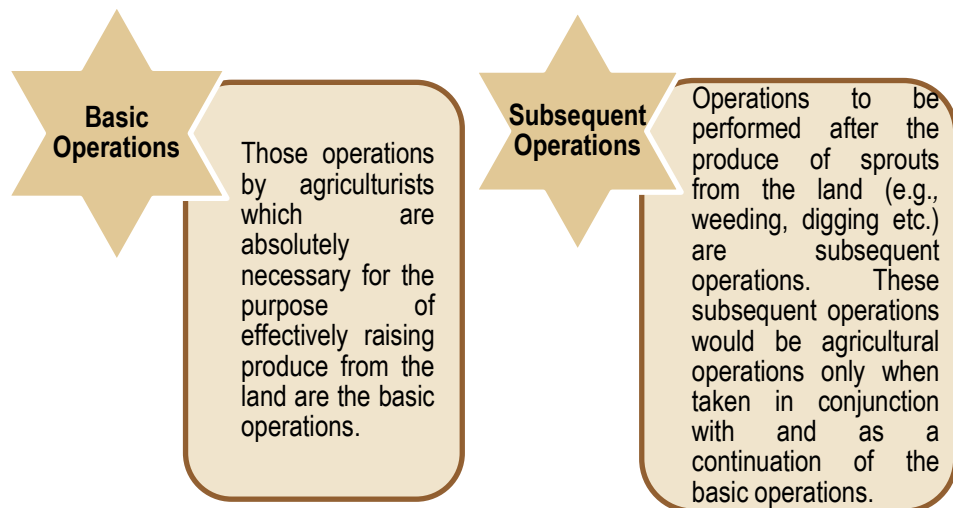 Basic
Operations
Those operations
by agriculturists
which are
absolutely
necessary for the
purpose of
effectively raising
produce from the
land are the basic
operations.
Subsequent
Operations
Operations to be
performed after the
produce of sprouts
from the land (e.g.,
weeding, digging etc.)
are subsequent
operations. These
subsequent operations
would be agricultural
operations only when
taken in conjunction
with and as a
continuation of the
basic operations.